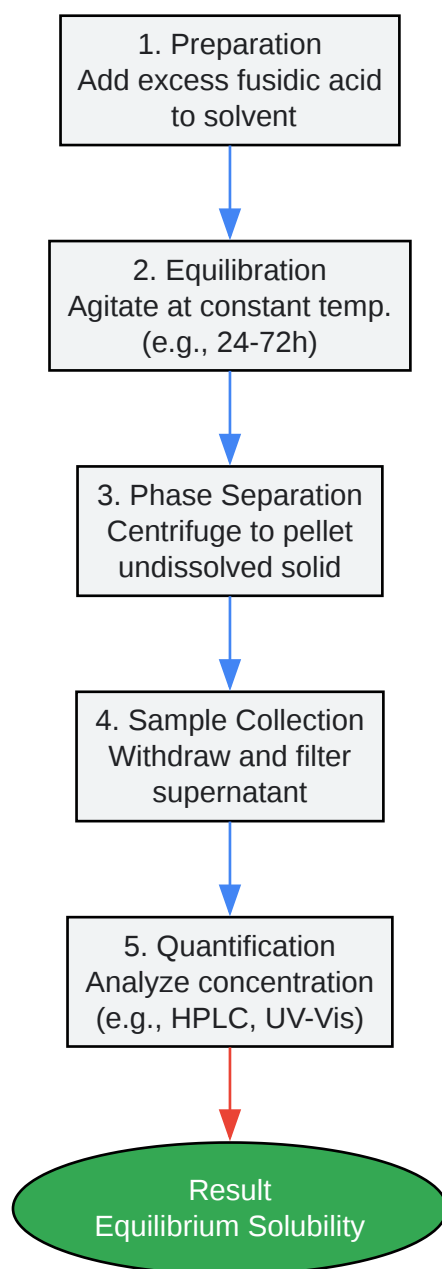 1. Preparation
Add excess fusidic acid
to solvent
2. Equilibration
Agitate at constant temp.
(e.g., 24-72h)
3. Phase Separation
Centrifuge to pellet
undissolved solid
4. Sample Collection
Withdraw and filter
supernatant
5. Quantification
Analyze concentration
(e.g., HPLC, UV-Vis)
Result
Equilibrium Solubility